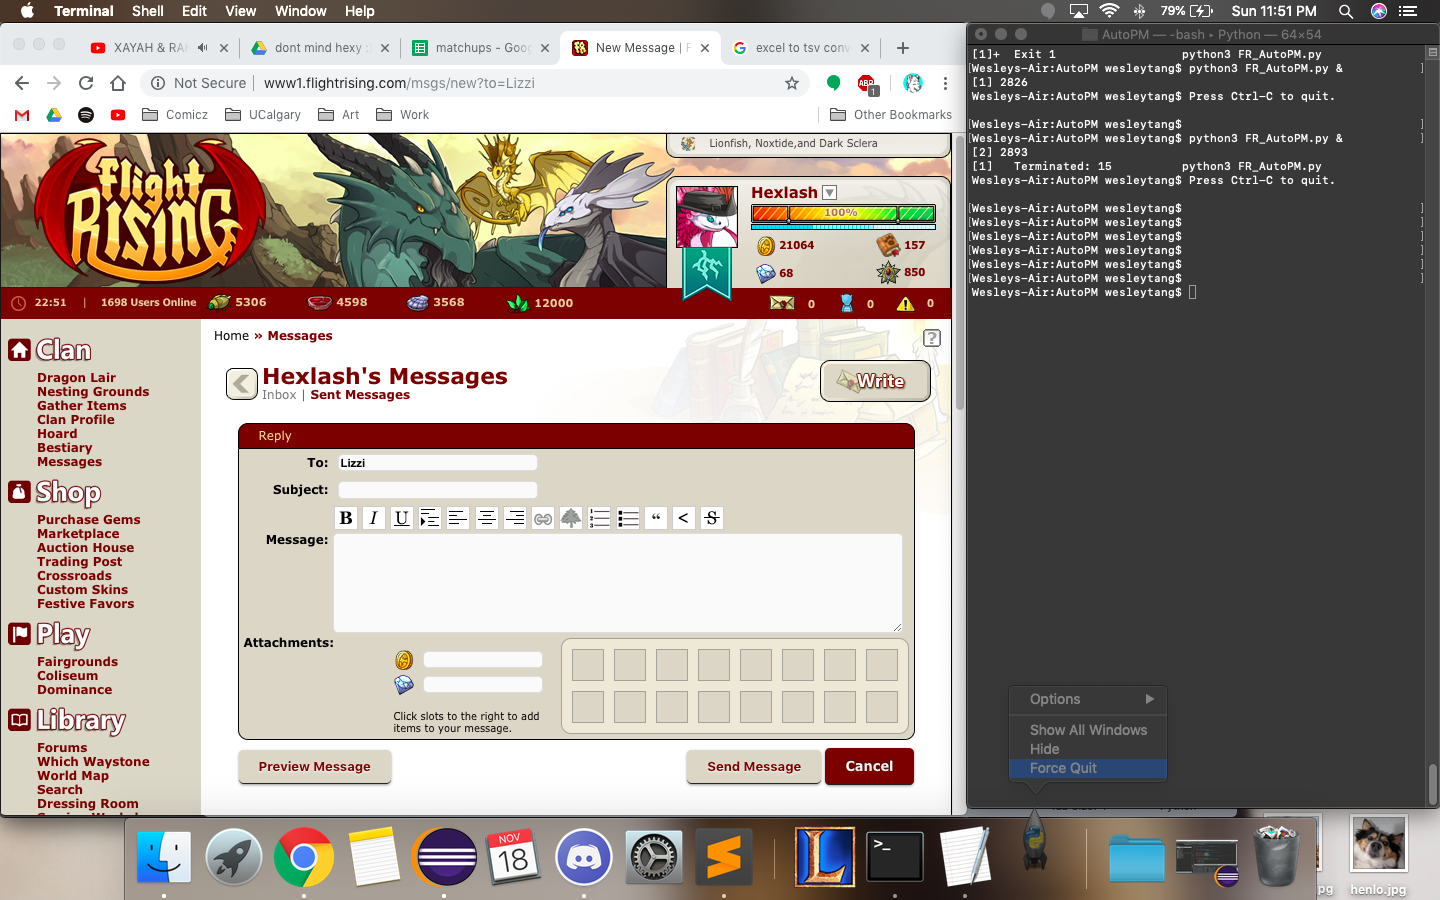 Terminal Shell Edit View Window Help
79% Sun 11:51 PM
XAYAH & RA
dont mind hexy :
matchups - Goog
New Message | F
excel to tsv conv
Not Secure | www1.flightrising.com/msgs/new?to=Lizzi
ABP
1
Comicz UCalgary Art Work Other Bookmarks
Flight
Rising
Lionfish, Noxtide,and Dark Sclera
Hexlash
100%
21064 157
68 850
22:51 | 1698 Users Online 5306 4598 3568 12000 0 0 0
Clan
Dragon Lair
Nesting Grounds
Gather Items
Clan Profile
Hoard
Bestiary
Messages
Shop
Purchase Gems
Marketplace
Auction House
Trading Post
Crossroads
Custom Skins
Festive Favors
Play
Fairgrounds
Coliseum
Dominance
Library
Forums
Which Waystone
World Map
Search
Dressing Room
Home » Messages
?
Hexlash's Messages
Inbox | Sent Messages
Write
Reply
To: Lizzi
Subject:
B I U “ < S
Message:
Attachments:
Click slots to the right to add
items to your message.
Preview Message
Send Message
Cancel
AutoPM — -bash ▸ Python — 64×54
[1]+  Exit 1                  python3 FR_AutoPM.py
[Wesleys-Air:AutoPM wesleytang$ python3 FR_AutoPM.py & ]
[1] 2826
Wesleys-Air:AutoPM wesleytang$ Press Ctrl-C to quit.
[Wesleys-Air:AutoPM wesleytang$ ]
[Wesleys-Air:AutoPM wesleytang$ python3 FR_AutoPM.py & ]
[2] 2893
[1]   Terminated: 15          python3 FR_AutoPM.py
Wesleys-Air:AutoPM wesleytang$ Press Ctrl-C to quit.
[Wesleys-Air:AutoPM wesleytang$ ]
[Wesleys-Air:AutoPM wesleytang$ ]
[Wesleys-Air:AutoPM wesleytang$ ]
[Wesleys-Air:AutoPM wesleytang$ ]
[Wesleys-Air:AutoPM wesleytang$ ]
[Wesleys-Air:AutoPM wesleytang$ ]
Wesleys-Air:AutoPM wesleytang$
Options
Show All Windows
Hide
Force Quit
NOV
18
L
>_
pg
henlo.jpg